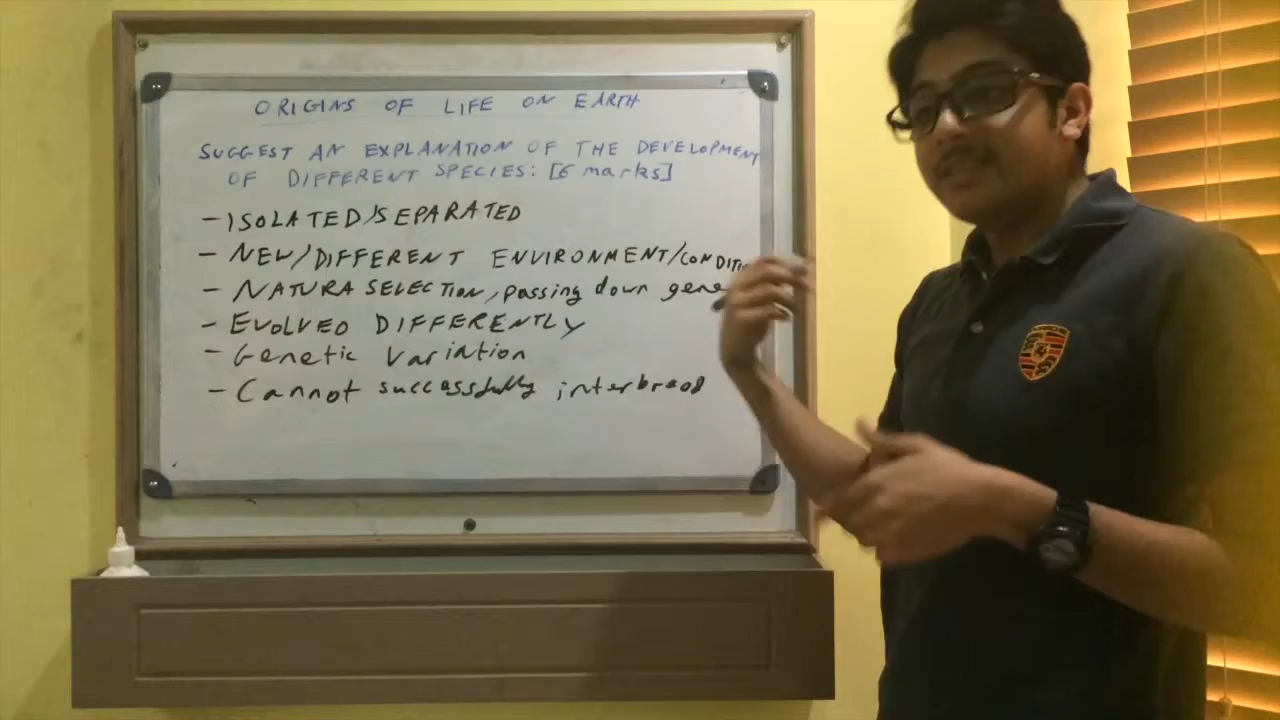 ORIGINS OF LIFE ON EARTH
SUGGEST AN EXPLANATION OF THE DEVELOPMENT
OF DIFFERENT SPECIES: [6 marks]
- ISOLATED/SEPARATED
- NEW/DIFFERENT ENVIRONMENT/CONDITI
- NATURA SELECTION, passing down gene
- EVOLVED DIFFERENTLY
- Genetic Variation
- Cannot successfully interbreed